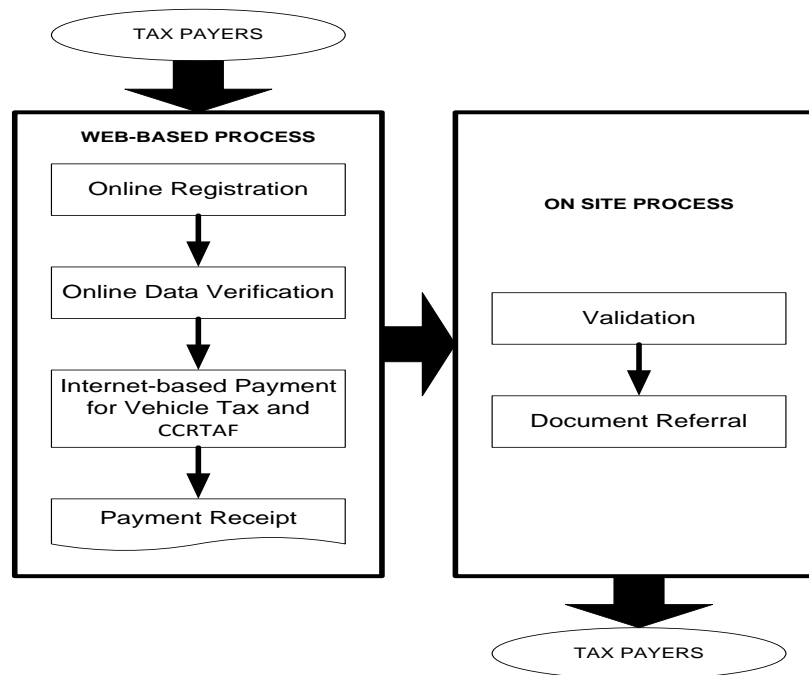 TAX PAYERS
WEB-BASED PROCESS
Online Registration
Online Data Verification
Internet-based Payment
for Vehicle Tax and
CCRTAF
Payment Receipt
ON SITE PROCESS
Validation
Document Referral
TAX PAYERS